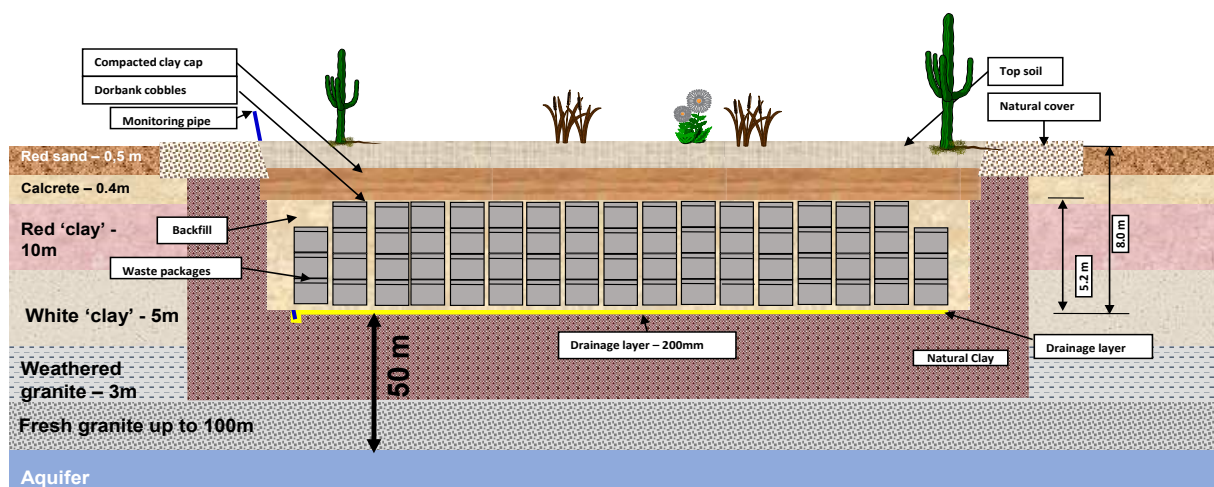 Compacted clay cap
Dorbank cobbles
Monitoring pipe
Top soil
Natural cover
Red sand – 0,5 m
Calcrete – 0.4m
Red ‘clay’ -
10m
Backfill
Waste packages
White ‘clay’ - 5m
Weathered
granite – 3m
Fresh granite up to 100m
Aquifer
50 m
Drainage layer – 200mm
Natural Clay
Drainage layer
5.2 m
8.0 m